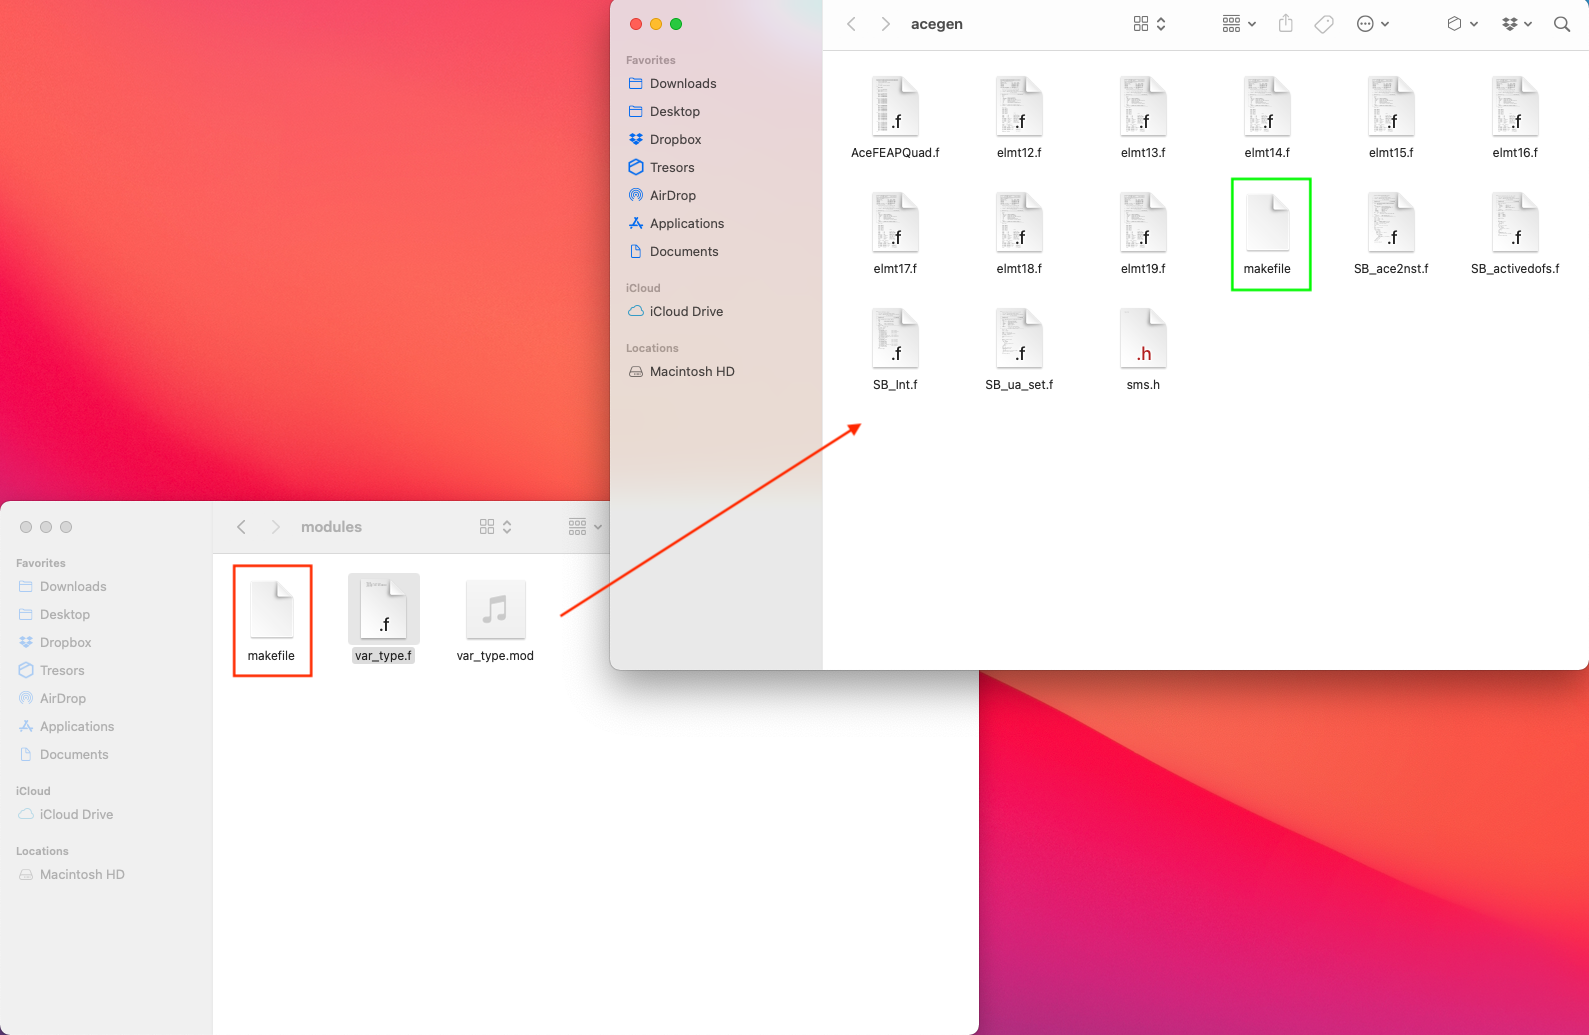 acegen
Favorites
Downloads
Desktop
Dropbox
Tresors
AirDrop
Applications
Documents
iCloud
iCloud Drive
Locations
Macintosh HD
.f .f .f .f .f .f
AceFEAPQuad.f elmt12.f elmt13.f elmt14.f elmt15.f elmt16.f
.f .f .f .f .f
elmt17.f elmt18.f elmt19.f makefile SB_ace2nst.f SB_activedofs.f
.f .f .h
SB_Int.f SB_ua_set.f sms.h
modules
Favorites
Downloads
Desktop
Dropbox
Tresors
AirDrop
Applications
Documents
iCloud
iCloud Drive
Locations
Macintosh HD
.f
makefile var_type.f var_type.mod